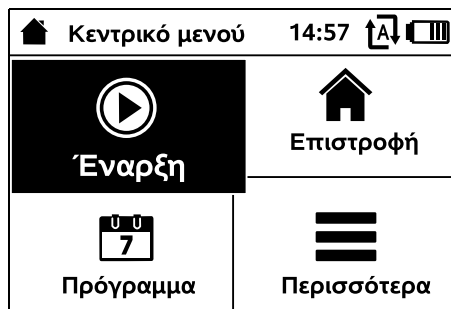 Κεντρικό μενού 14:57 A
Έναρξη
Επιστροφή
7
Πρόγραμμα
Περισσότερα